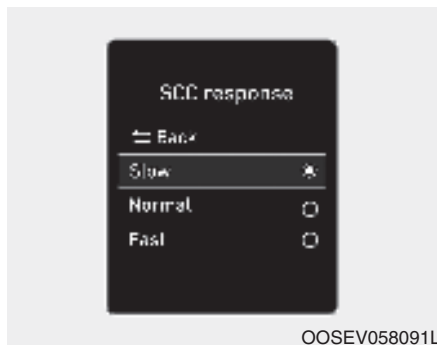 SCC response
Back
Slow
Normal
Fast
OOSEV058091L